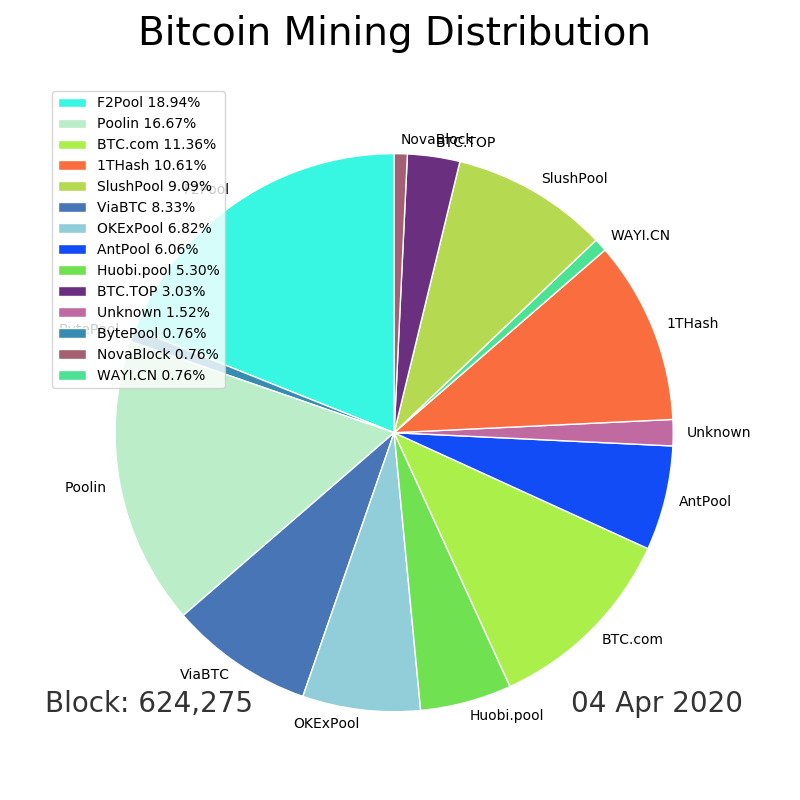 Bitcoin Mining Distribution
F2Pool 18.94%
Poolin 16.67%
BTC.com 11.36%
1THash 10.61%
SlushPool 9.09%
ViaBTC 8.33%
OKExPool 6.82%
AntPool 6.06%
Huobi.pool 5.30%
BTC.TOP 3.03%
Unknown 1.52%
BytePool 0.76%
NovaBlock 0.76%
WAYI.CN 0.76%
NovaBlock
BTC.TOP
SlushPool
WAYI.CN
1THash
Unknown
AntPool
BTC.com
Huobi.pool
OKExPool
ViaBTC
Poolin
BytePool
F2Pool
Block: 624,275
04 Apr 2020